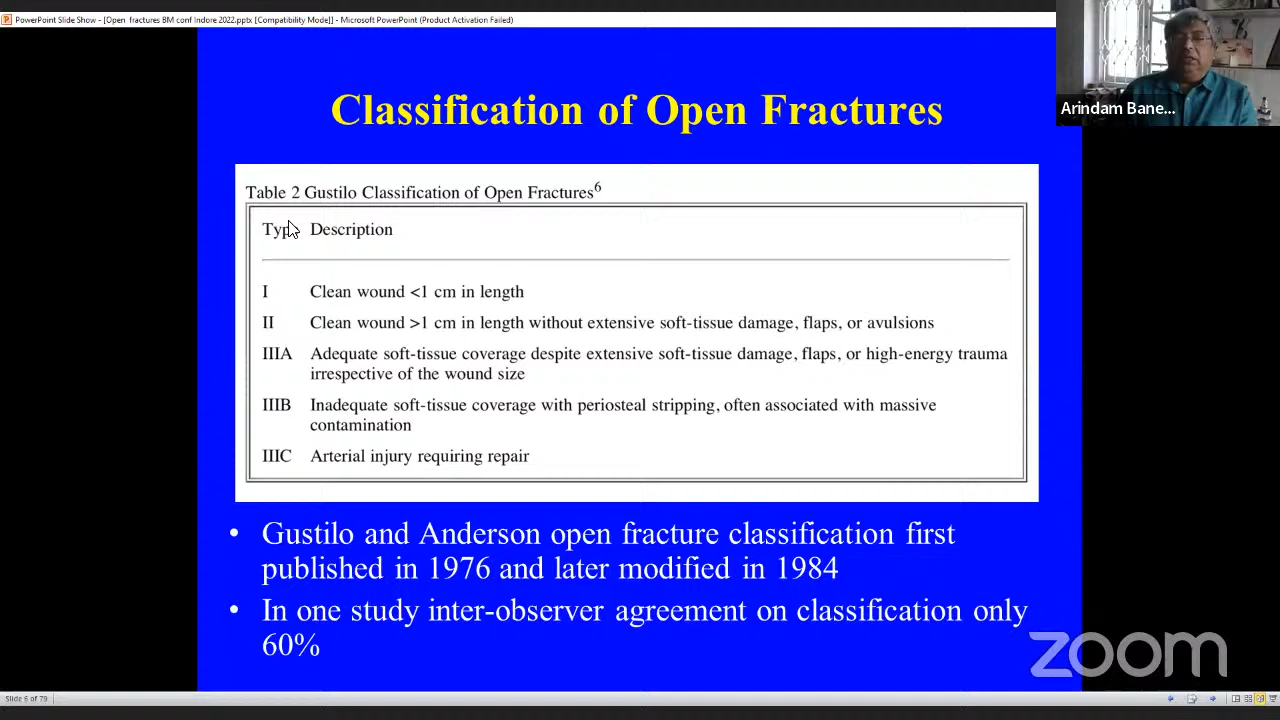 PowerPoint Slide Show - [Open fractures BM conf Indore 2022.pptx [Compatibility Mode]] - Microsoft PowerPoint (Product Activation Failed)
Arindam Bane...
Classification of Open Fractures
Table 2 Gustilo Classification of Open Fractures6
Type Description
I Clean wound <1 cm in length
II Clean wound >1 cm in length without extensive soft-tissue damage, flaps, or avulsions
IIIA Adequate soft-tissue coverage despite extensive soft-tissue damage, flaps, or high-energy trauma
irrespective of the wound size
IIIB Inadequate soft-tissue coverage with periosteal stripping, often associated with massive
contamination
IIIC Arterial injury requiring repair
• Gustilo and Anderson open fracture classification first
published in 1976 and later modified in 1984
• In one study inter-observer agreement on classification only
60%
zoom
Slide 6 of 79